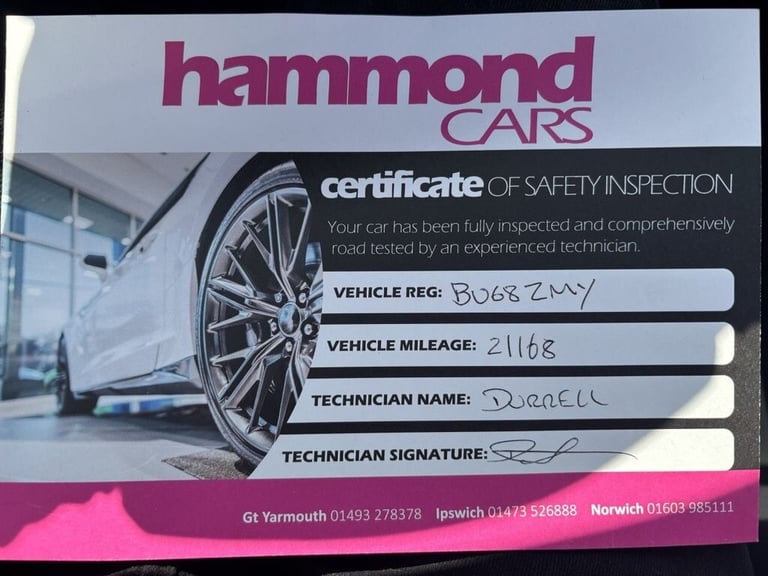 hammond
CARS
certificate OF SAFETY INSPECTION
Your car has been fully inspected and comprehensively
road tested by an experienced technician.
VEHICLE REG: BU68 ZMY
VEHICLE MILEAGE: 21168
TECHNICIAN NAME: DURRELL
TECHNICIAN SIGNATURE:
Gt Yarmouth 01493 278378 Ipswich 01473 526888 Norwich 01603 985111